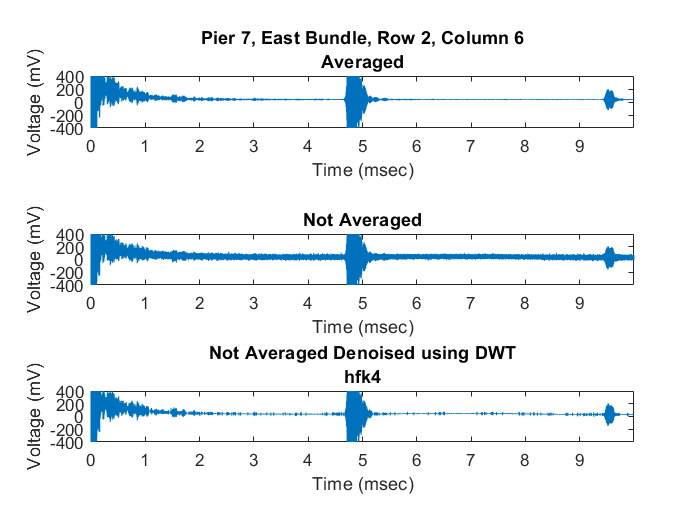 Pier 7, East Bundle, Row 2, Column 6
Averaged
400
200
0
-200
-400
Voltage (mV)
0 1 2 3 4 5 6 7 8 9
Time (msec)
Not Averaged
400
200
0
-200
-400
Voltage (mV)
0 1 2 3 4 5 6 7 8 9
Time (msec)
Not Averaged Denoised using DWT
hfk4
400
200
0
-200
-400
Voltage (mV)
0 1 2 3 4 5 6 7 8 9
Time (msec)